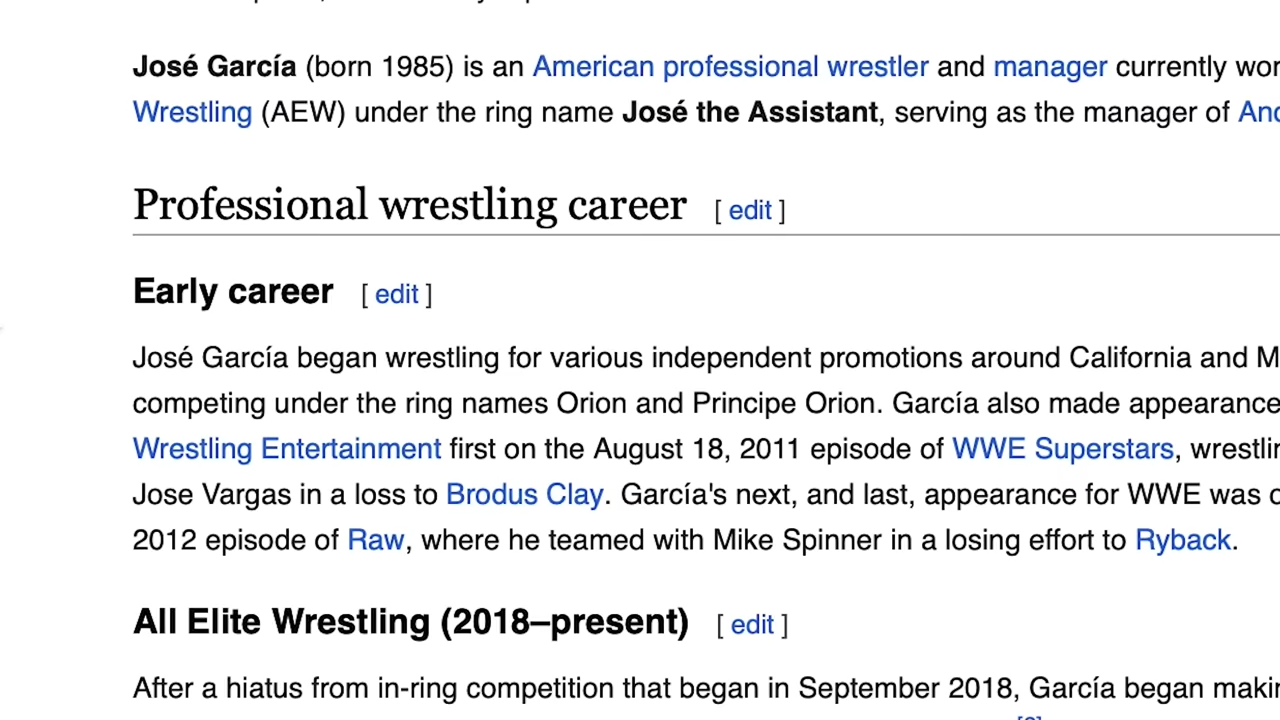 José García (born 1985) is an American professional wrestler and manager currently
Wrestling (AEW) under the ring name José the Assistant, serving as the manager of
Professional wrestling career [ edit ]
Early career [ edit ]
José García began wrestling for various independent promotions around California and
competing under the ring names Orion and Principe Orion. García also made appearance
Wrestling Entertainment first on the August 18, 2011 episode of WWE Superstars,
Jose Vargas in a loss to Brodus Clay. García's next, and last, appearance for WWE was
2012 episode of Raw, where he teamed with Mike Spinner in a losing effort to Ryback.
All Elite Wrestling (2018–present) [ edit ]
After a hiatus from in-ring competition that began in September 2018, García began